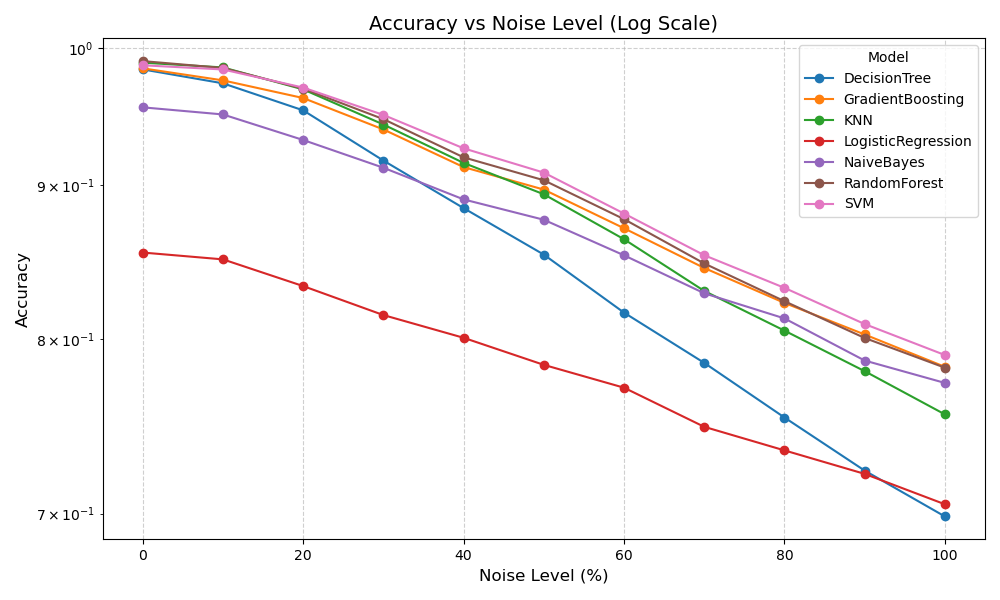 Accuracy vs Noise Level (Log Scale)
Accuracy
10⁰
9 × 10⁻¹
8 × 10⁻¹
7 × 10⁻¹
Model
DecisionTree
GradientBoosting
KNN
LogisticRegression
NaiveBayes
RandomForest
SVM
0 20 40 60 80 100
Noise Level (%)